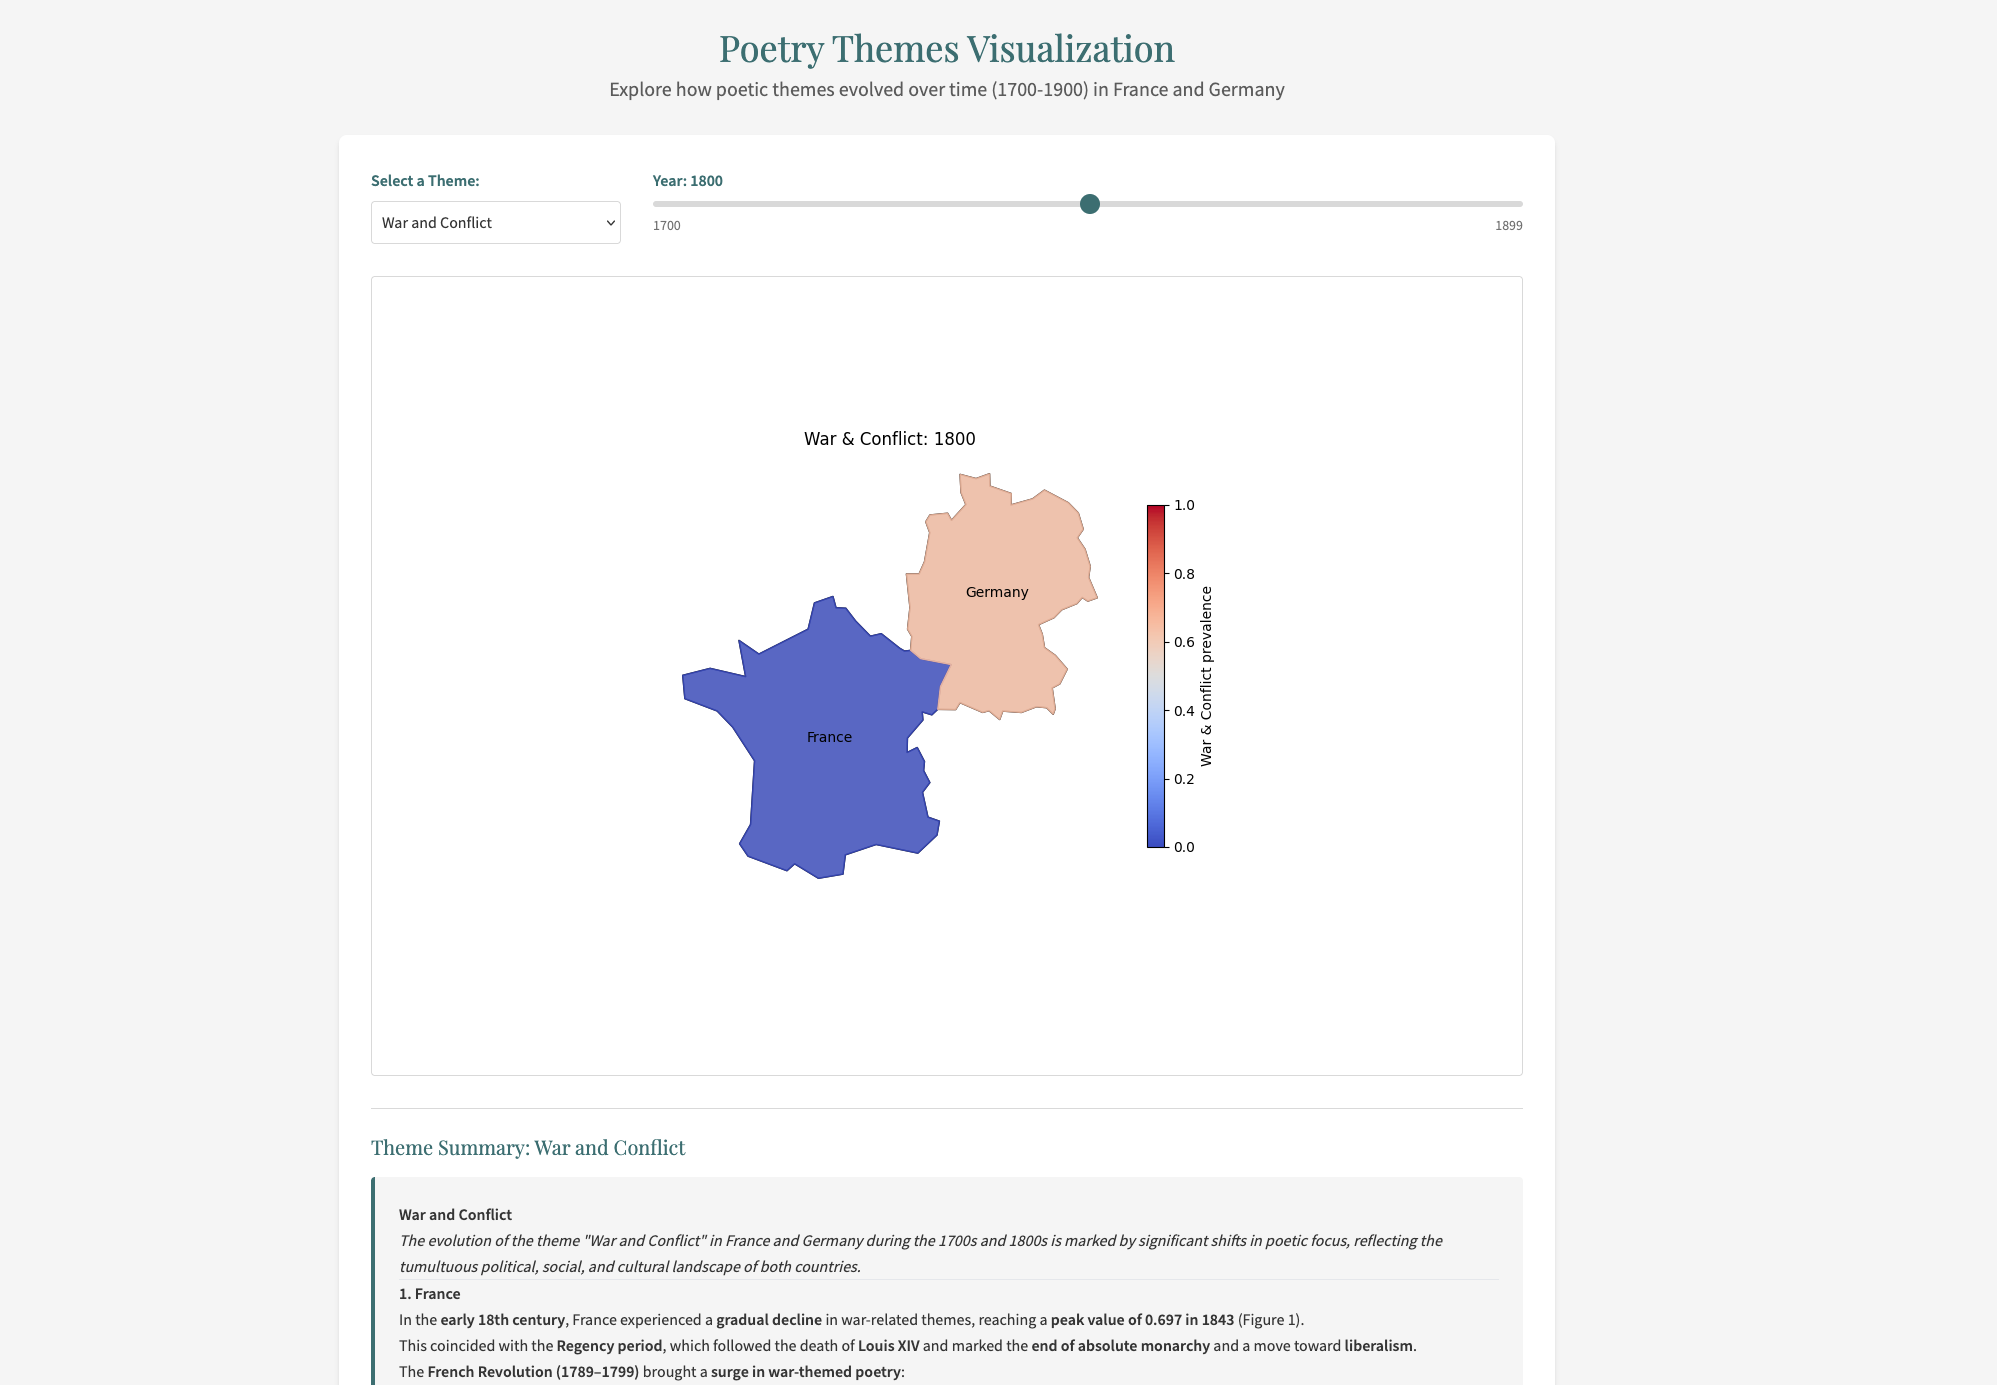 Poetry Themes Visualization
Explore how poetic themes evolved over time (1700-1900) in France and Germany
Select a Theme:
War and Conflict
Year: 1800
1700
1899
War & Conflict: 1800
Germany
France
1.0
0.8
0.6
0.4
0.2
0.0
War & Conflict prevalence
Theme Summary: War and Conflict
War and Conflict
The evolution of the theme "War and Conflict" in France and Germany during the 1700s and 1800s is marked by significant shifts in poetic focus, reflecting the
tumultuous political, social, and cultural landscape of both countries.
1. France
In the early 18th century, France experienced a gradual decline in war-related themes, reaching a peak value of 0.697 in 1843 (Figure 1).
This coincided with the Regency period, which followed the death of Louis XIV and marked the end of absolute monarchy and a move toward liberalism.
The French Revolution (1789–1799) brought a surge in war-themed poetry: